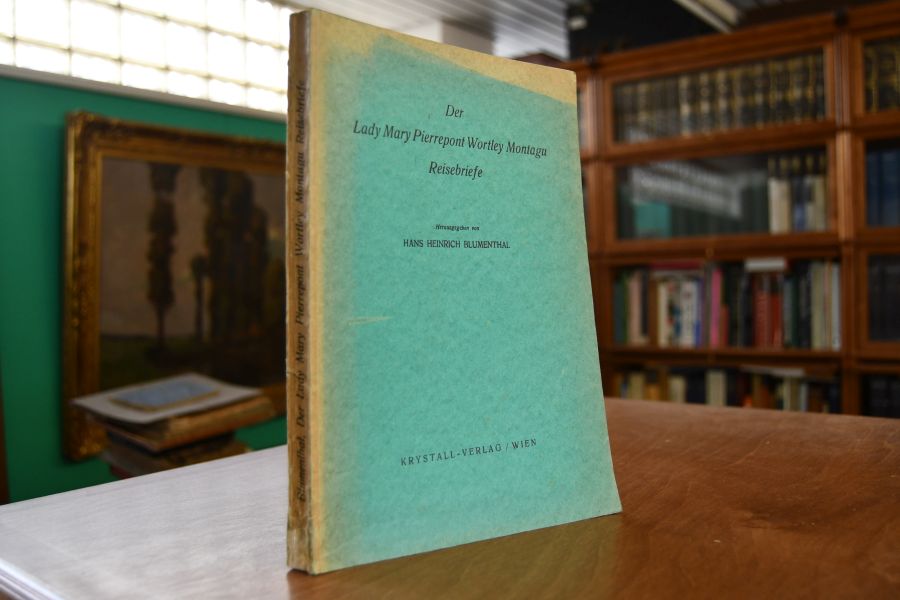 Der
Lady Mary Pierrepont Wortley Montagu
Reisebriefe
Herausgegeben von
HANS HEINRICH BLUMENTHAL
KRYSTALL-VERLAG / WIEN
Blumenthal, Der Lady Mary Pierrepont Wortley Montagu Reisebriefe